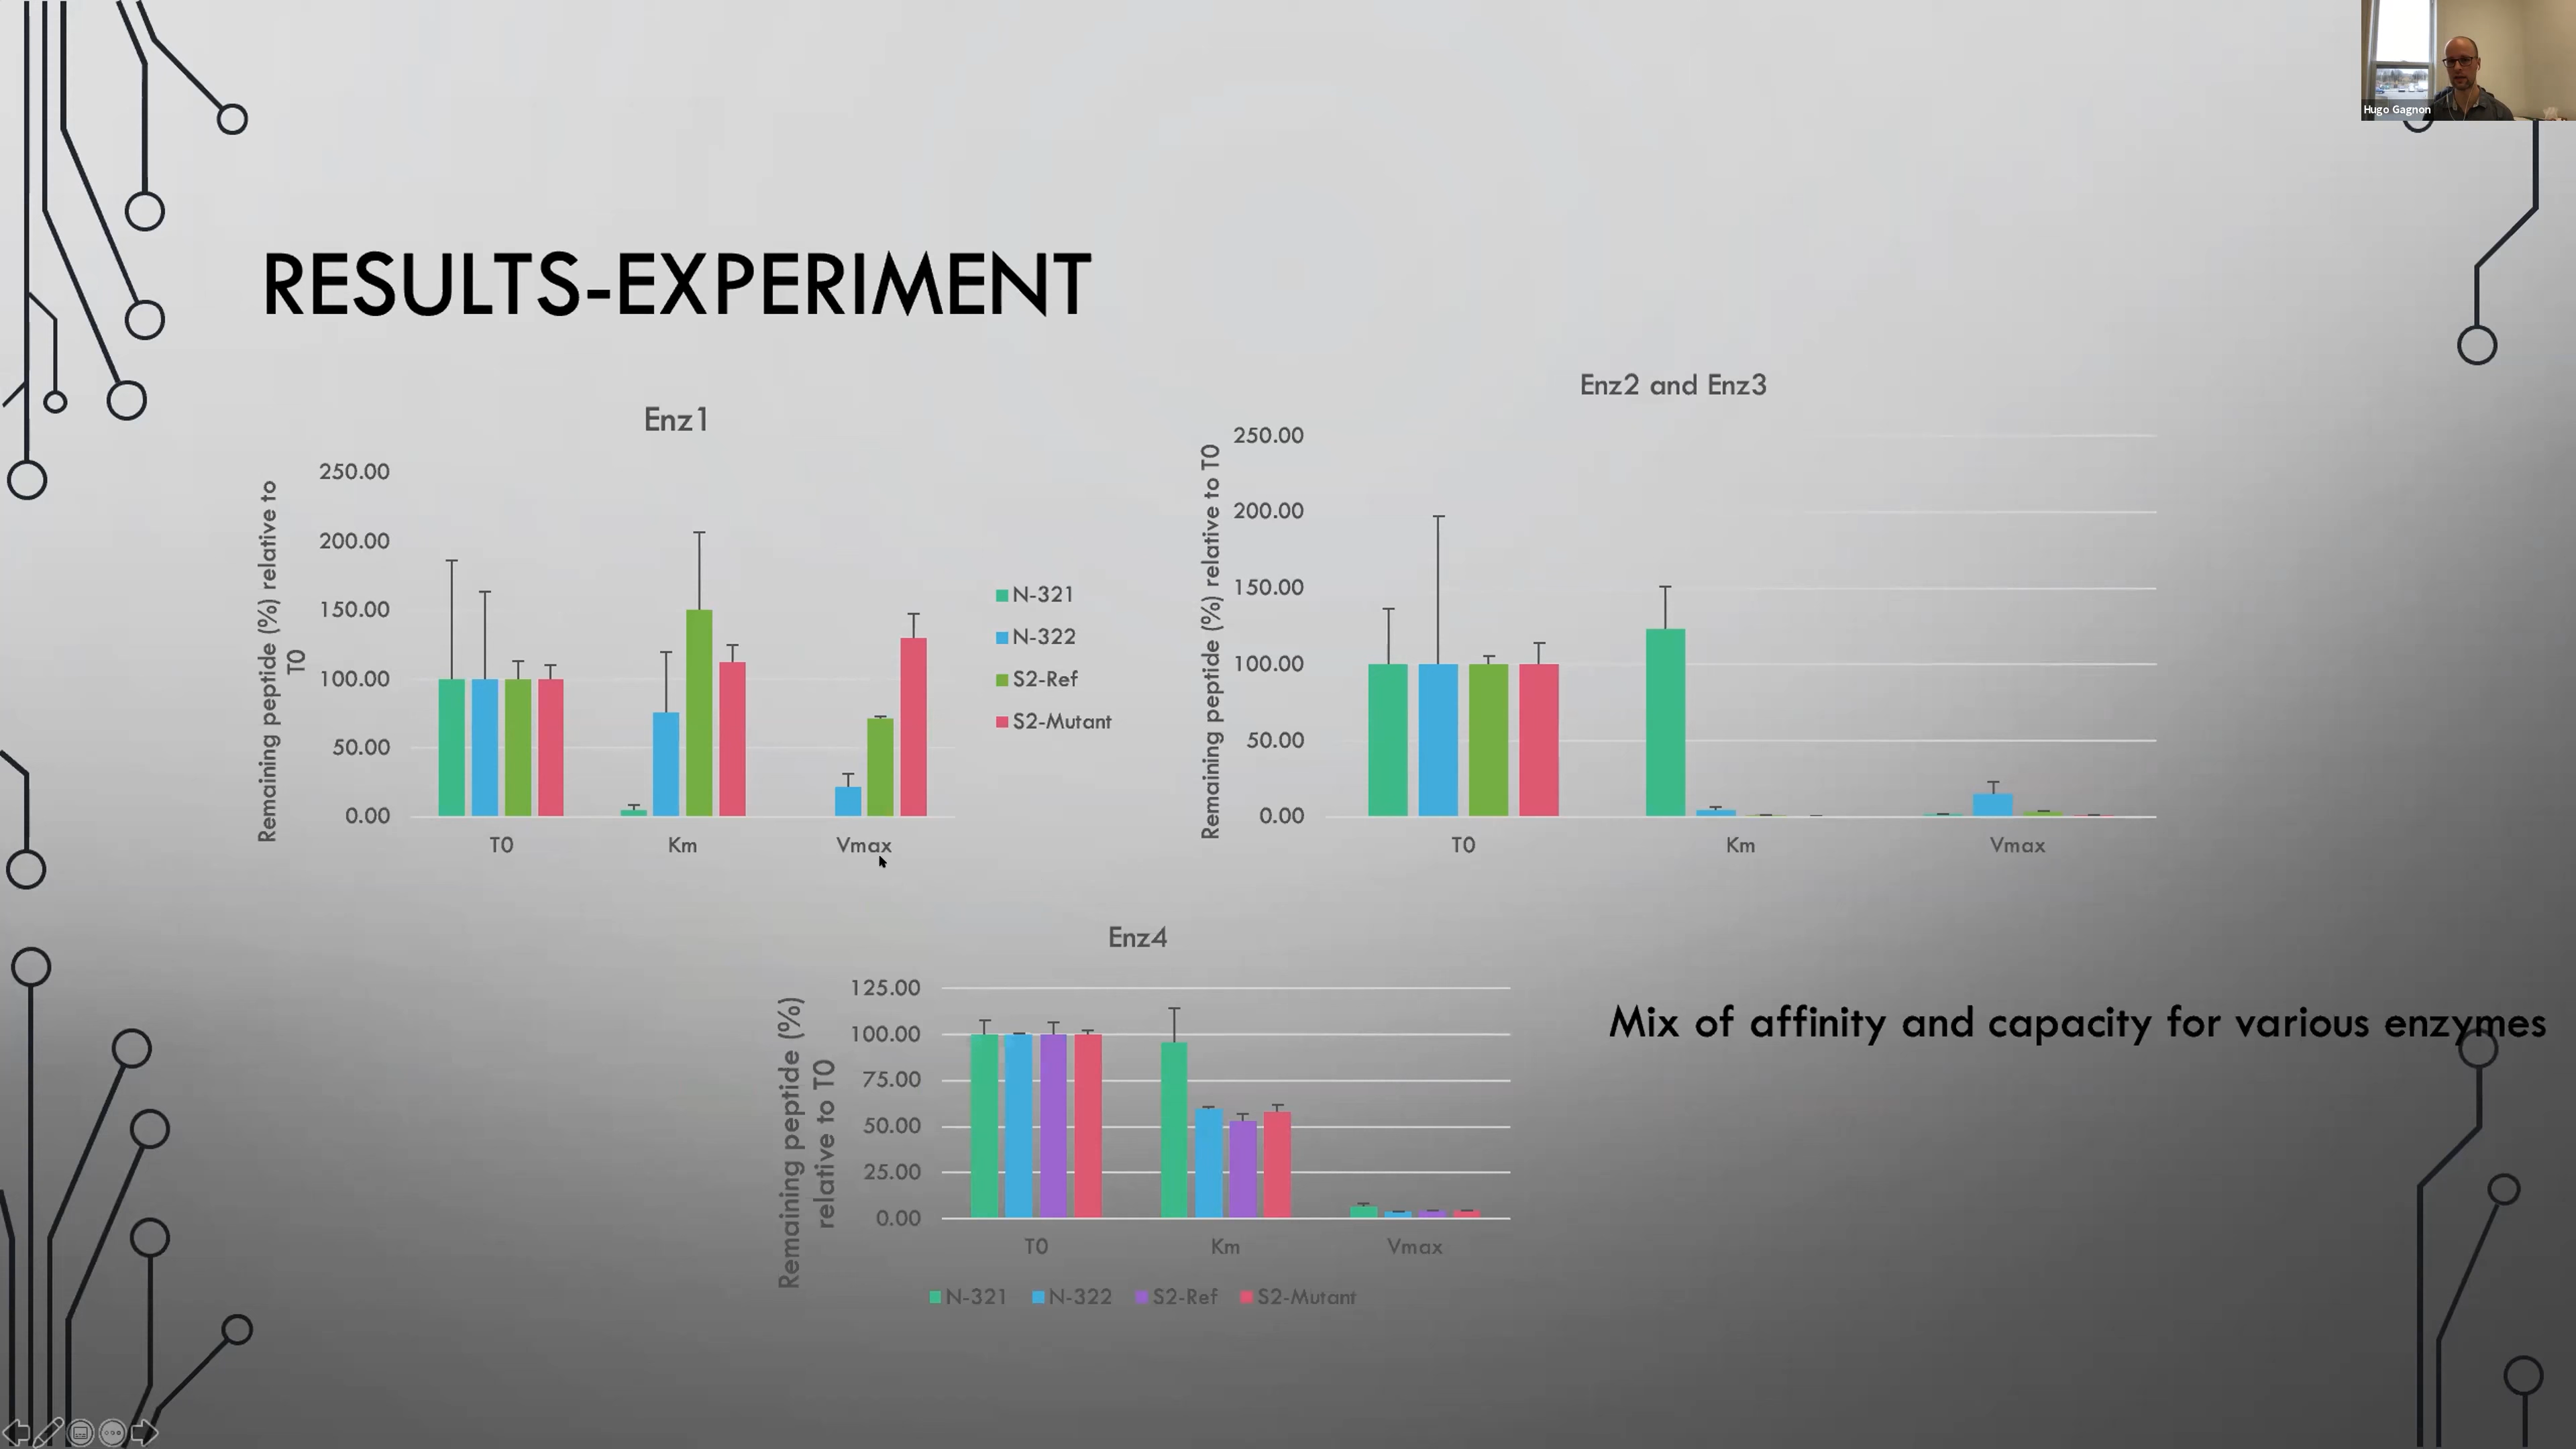 Hugo Gagnon
RESULTS-EXPERIMENT
Enz1
Remaining peptide (%) relative to
T0
250.00
200.00
150.00
100.00
50.00
0.00
T0 Km Vmax
N-321
N-322
S2-Ref
S2-Mutant
Enz2 and Enz3
Remaining peptide (%) relative to T0
250.00
200.00
150.00
100.00
50.00
0.00
T0 Km Vmax
Enz4
Remaining peptide (%)
relative to T0
125.00
100.00
75.00
50.00
25.00
0.00
T0 Km Vmax
N-321 N-322 S2-Ref S2-Mutant
Mix of affinity and capacity for various enzymes